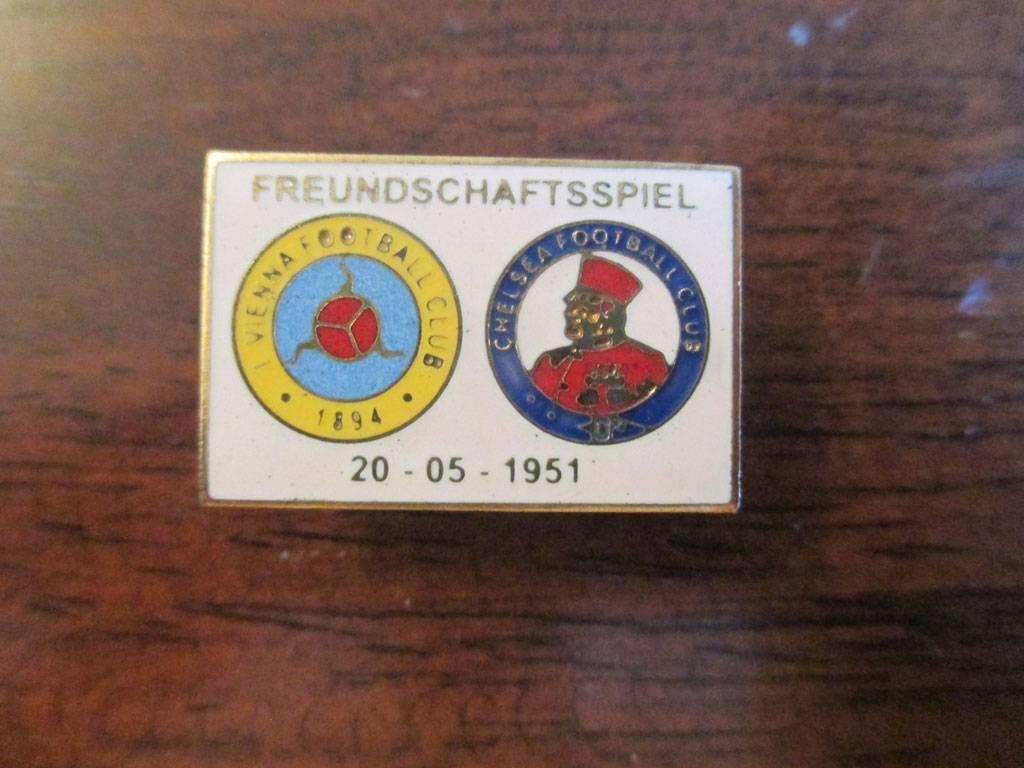 FREUNDSCHAFTSSPIEL
I VIENNA FOOTBALL CLUB
1894
CHELSEA FOOTBALL CLUB
20 - 05 - 1951